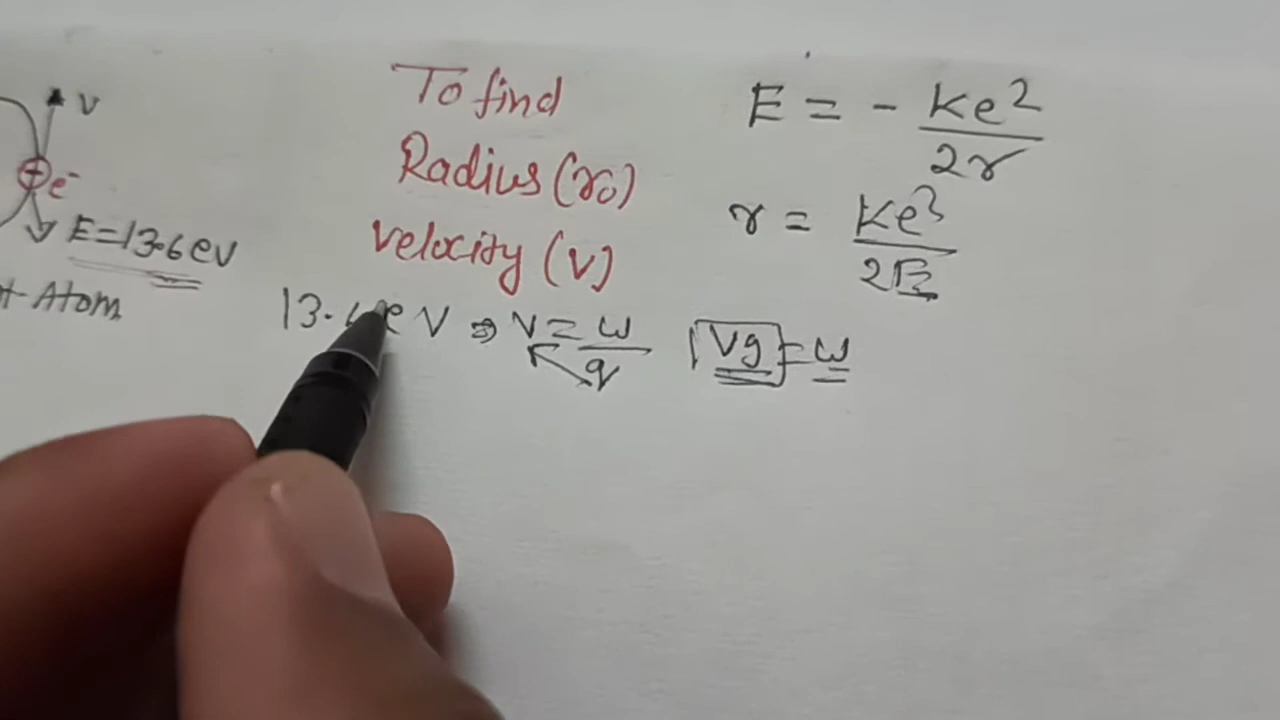 V
e-
E=13.6eV
t-Atom
To find
Radius (r₀)
velocity (v)
E = - Ke²/2r
r = Ke²/2E
13.6eV ⇒ V = W/q
Vq = W